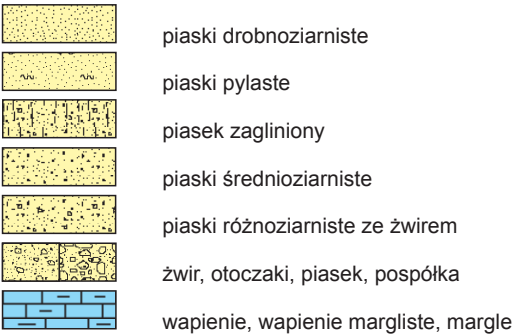 piaski drobnoziarniste
piaski pylaste
piasek zagliniony
piaski średnioziarniste
piaski różnoziarniste ze żwirem
żwir, otoczaki, piasek, pospółka
wapienie, wapienie margliste, margle